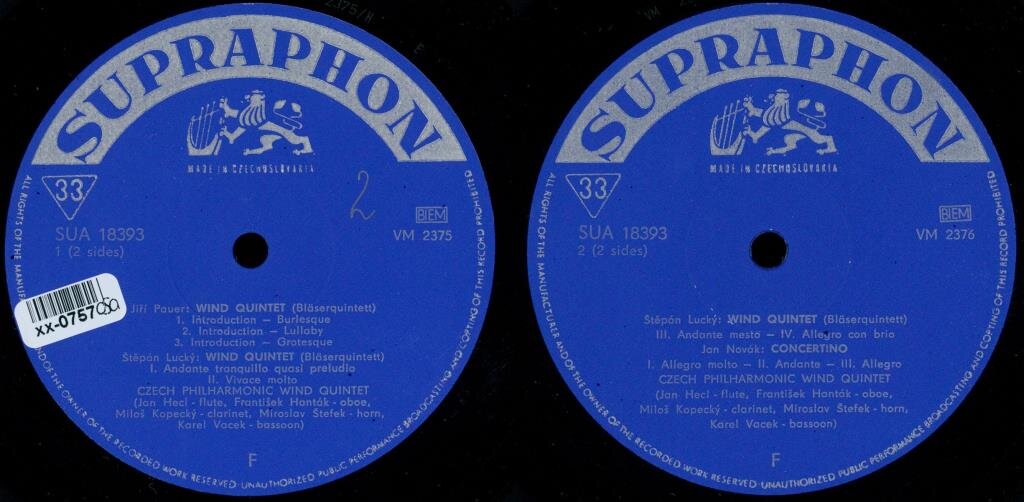 2375/H
F
SUPRAPHON
MADE IN CZECHOSLOVAKIA
33
2
SUA 18393
1 (2 sides)
BIEM
VM 2375
xx-0757
Jiří Pauer: WIND QUINTET (Bläserquintett)
1. Introduction – Burlesque
2. Introduction – Lullaby
3. Introduction – Grotesque
Štěpán Lucký: WIND QUINTET (Bläserquintett)
I. Andante tranquillo quasi preludio
II. Vivace molto
CZECH PHILHARMONIC WIND QUINTET
(Jan Hecl - flute, František Hanták - oboe,
Miloš Kopecký - clarinet, Miroslav Štefek - horn,
Karel Vacek - bassoon)
F
ALL RIGHTS OF THE MANUFACTURER AND OF THE OWNER OF THE RECORDED WORK RESERVED · UNAUTHORIZED PUBLIC PERFORMANCE BROADCASTING AND COPYING OF THIS RECORD PROHIBITED
VM 2
SUPRAPHON
MADE IN CZECHOSLOVAKIA
33
SUA 18393
2 (2 sides)
BIEM
VM 2376
Štěpán Lucký: WIND QUINTET (Bläserquintett)
III. Andante mesto – IV. Allegro con brio
Jan Novák: CONCERTINO
I. Allegro molto – II. Andante – III. Allegro
CZECH PHILHARMONIC WIND QUINTET
(Jan Hecl - flute, František Hanták - oboe,
Miloš Kopecký - clarinet, Miroslav Štefek - horn,
Karel Vacek - bassoon)
F
ALL RIGHTS OF THE MANUFACTURER AND OF THE OWNER OF THE RECORDED WORK RESERVED · UNAUTHORIZED PUBLIC PERFORMANCE BROADCASTING AND COPYING OF THIS RECORD PROHIBITED